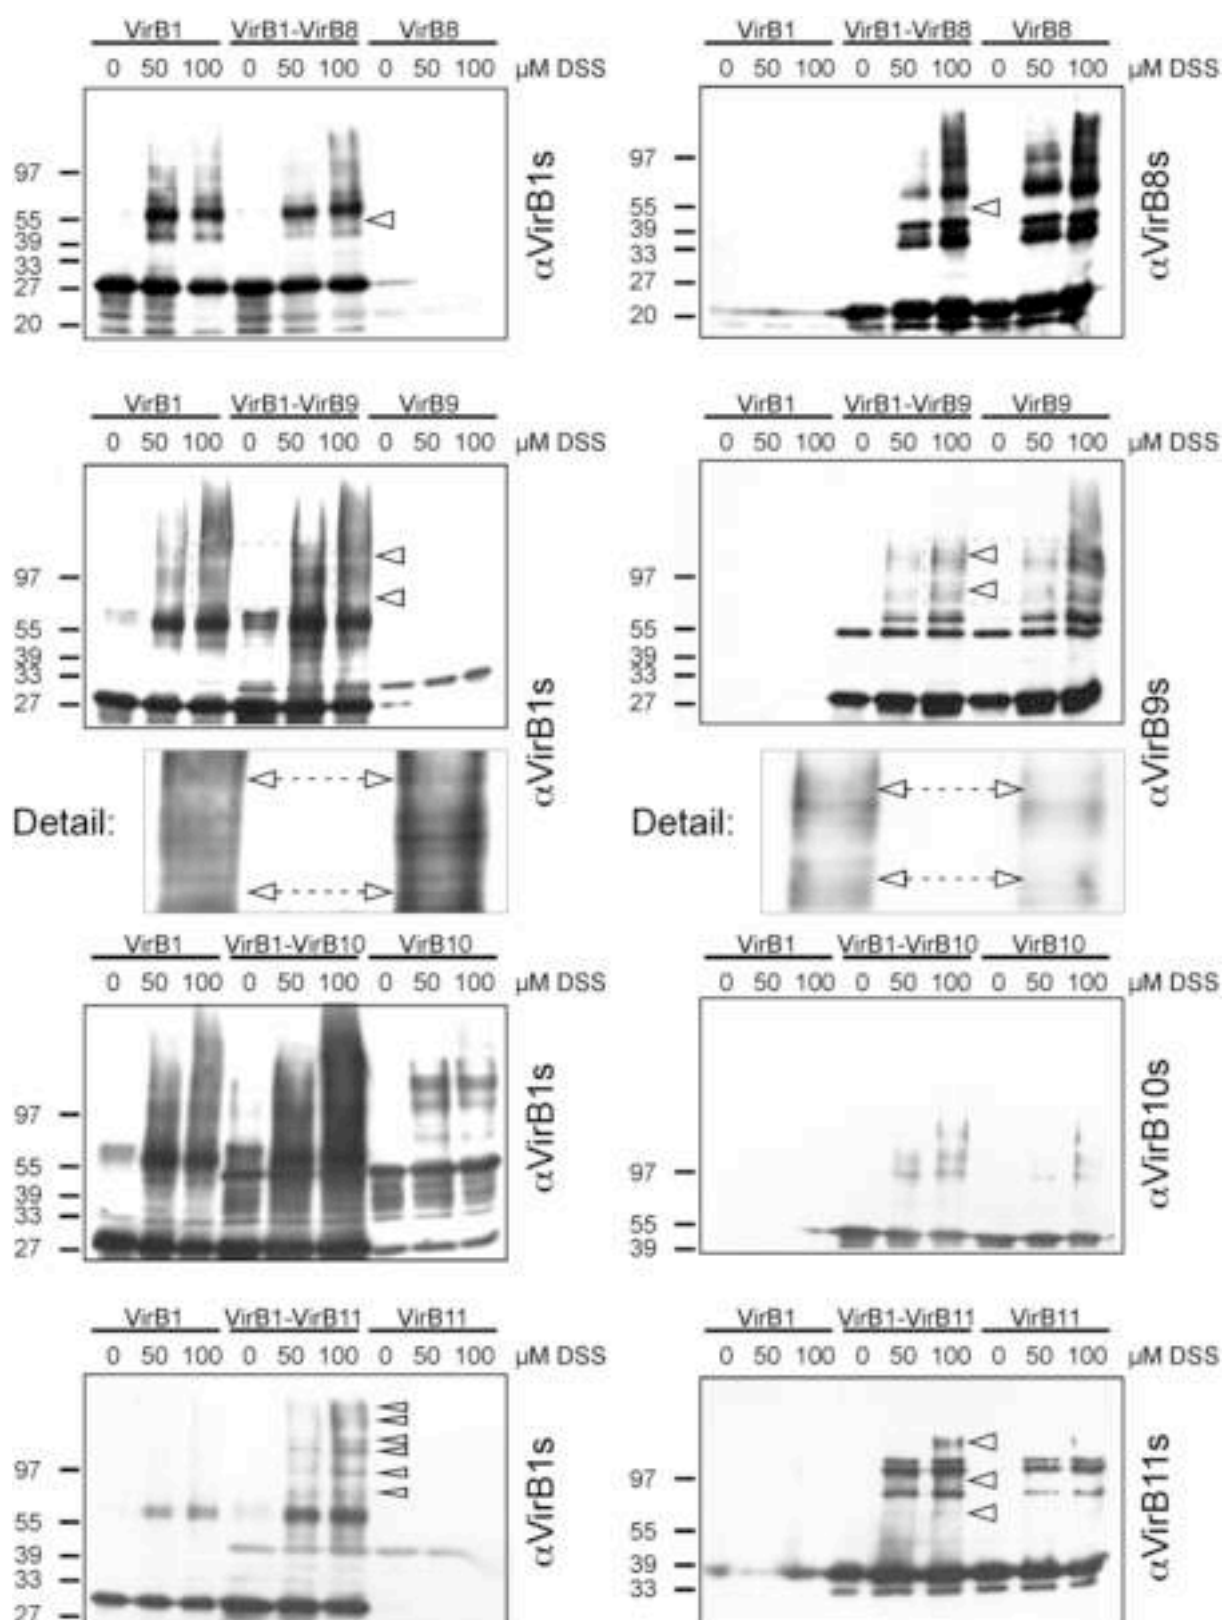 VirB1 VirB1-VirB8 VirB8
0 50 100 0 50 100 0 50 100 µM DSS
97
55
39
33
27
20
αVirB1s
VirB1 VirB1-VirB8 VirB8
0 50 100 0 50 100 0 50 100 µM DSS
97
55
39
33
27
20
αVirB8s
VirB1 VirB1-VirB9 VirB9
0 50 100 0 50 100 0 50 100 µM DSS
97
55
39
33
27
αVirB1s
Detail:
VirB1 VirB1-VirB9 VirB9
0 50 100 0 50 100 0 50 100 µM DSS
97
55
39
33
27
αVirB9s
Detail:
VirB1 VirB1-VirB10 VirB10
0 50 100 0 50 100 0 50 100 µM DSS
97
55
39
33
27
αVirB1s
VirB1 VirB1-VirB10 VirB10
0 50 100 0 50 100 0 50 100 µM DSS
97
55
39
αVirB10s
VirB1 VirB1-VirB11 VirB11
0 50 100 0 50 100 0 50 100 µM DSS
97
55
39
33
27
αVirB1s
VirB1 VirB1-VirB11 VirB11
0 50 100 0 50 100 0 50 100 µM DSS
97
55
39
33
αVirB11s